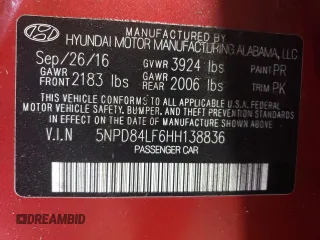 MANUFACTURED BY
HYUNDAI MOTOR MANUFACTURING ALABAMA, LLC
Sep/26/16 GVWR 3924 lbs PAINT PR
GAWR FRONT 2183 lbs GAWR REAR 2006 lbs TRIM PK
THIS VEHICLE CONFORMS TO ALL APPLICABLE U.S. FEDERAL
MOTOR VEHICLE SAFETY, BUMPER, AND THEFT PREVENTION STANDARDS
IN EFFECT ON THE DATE OF MANUFACTURE SHOWN ABOVE.
V.I.N 5NPD84LF6HH138836
PASSENGER CAR
© DREAMBID